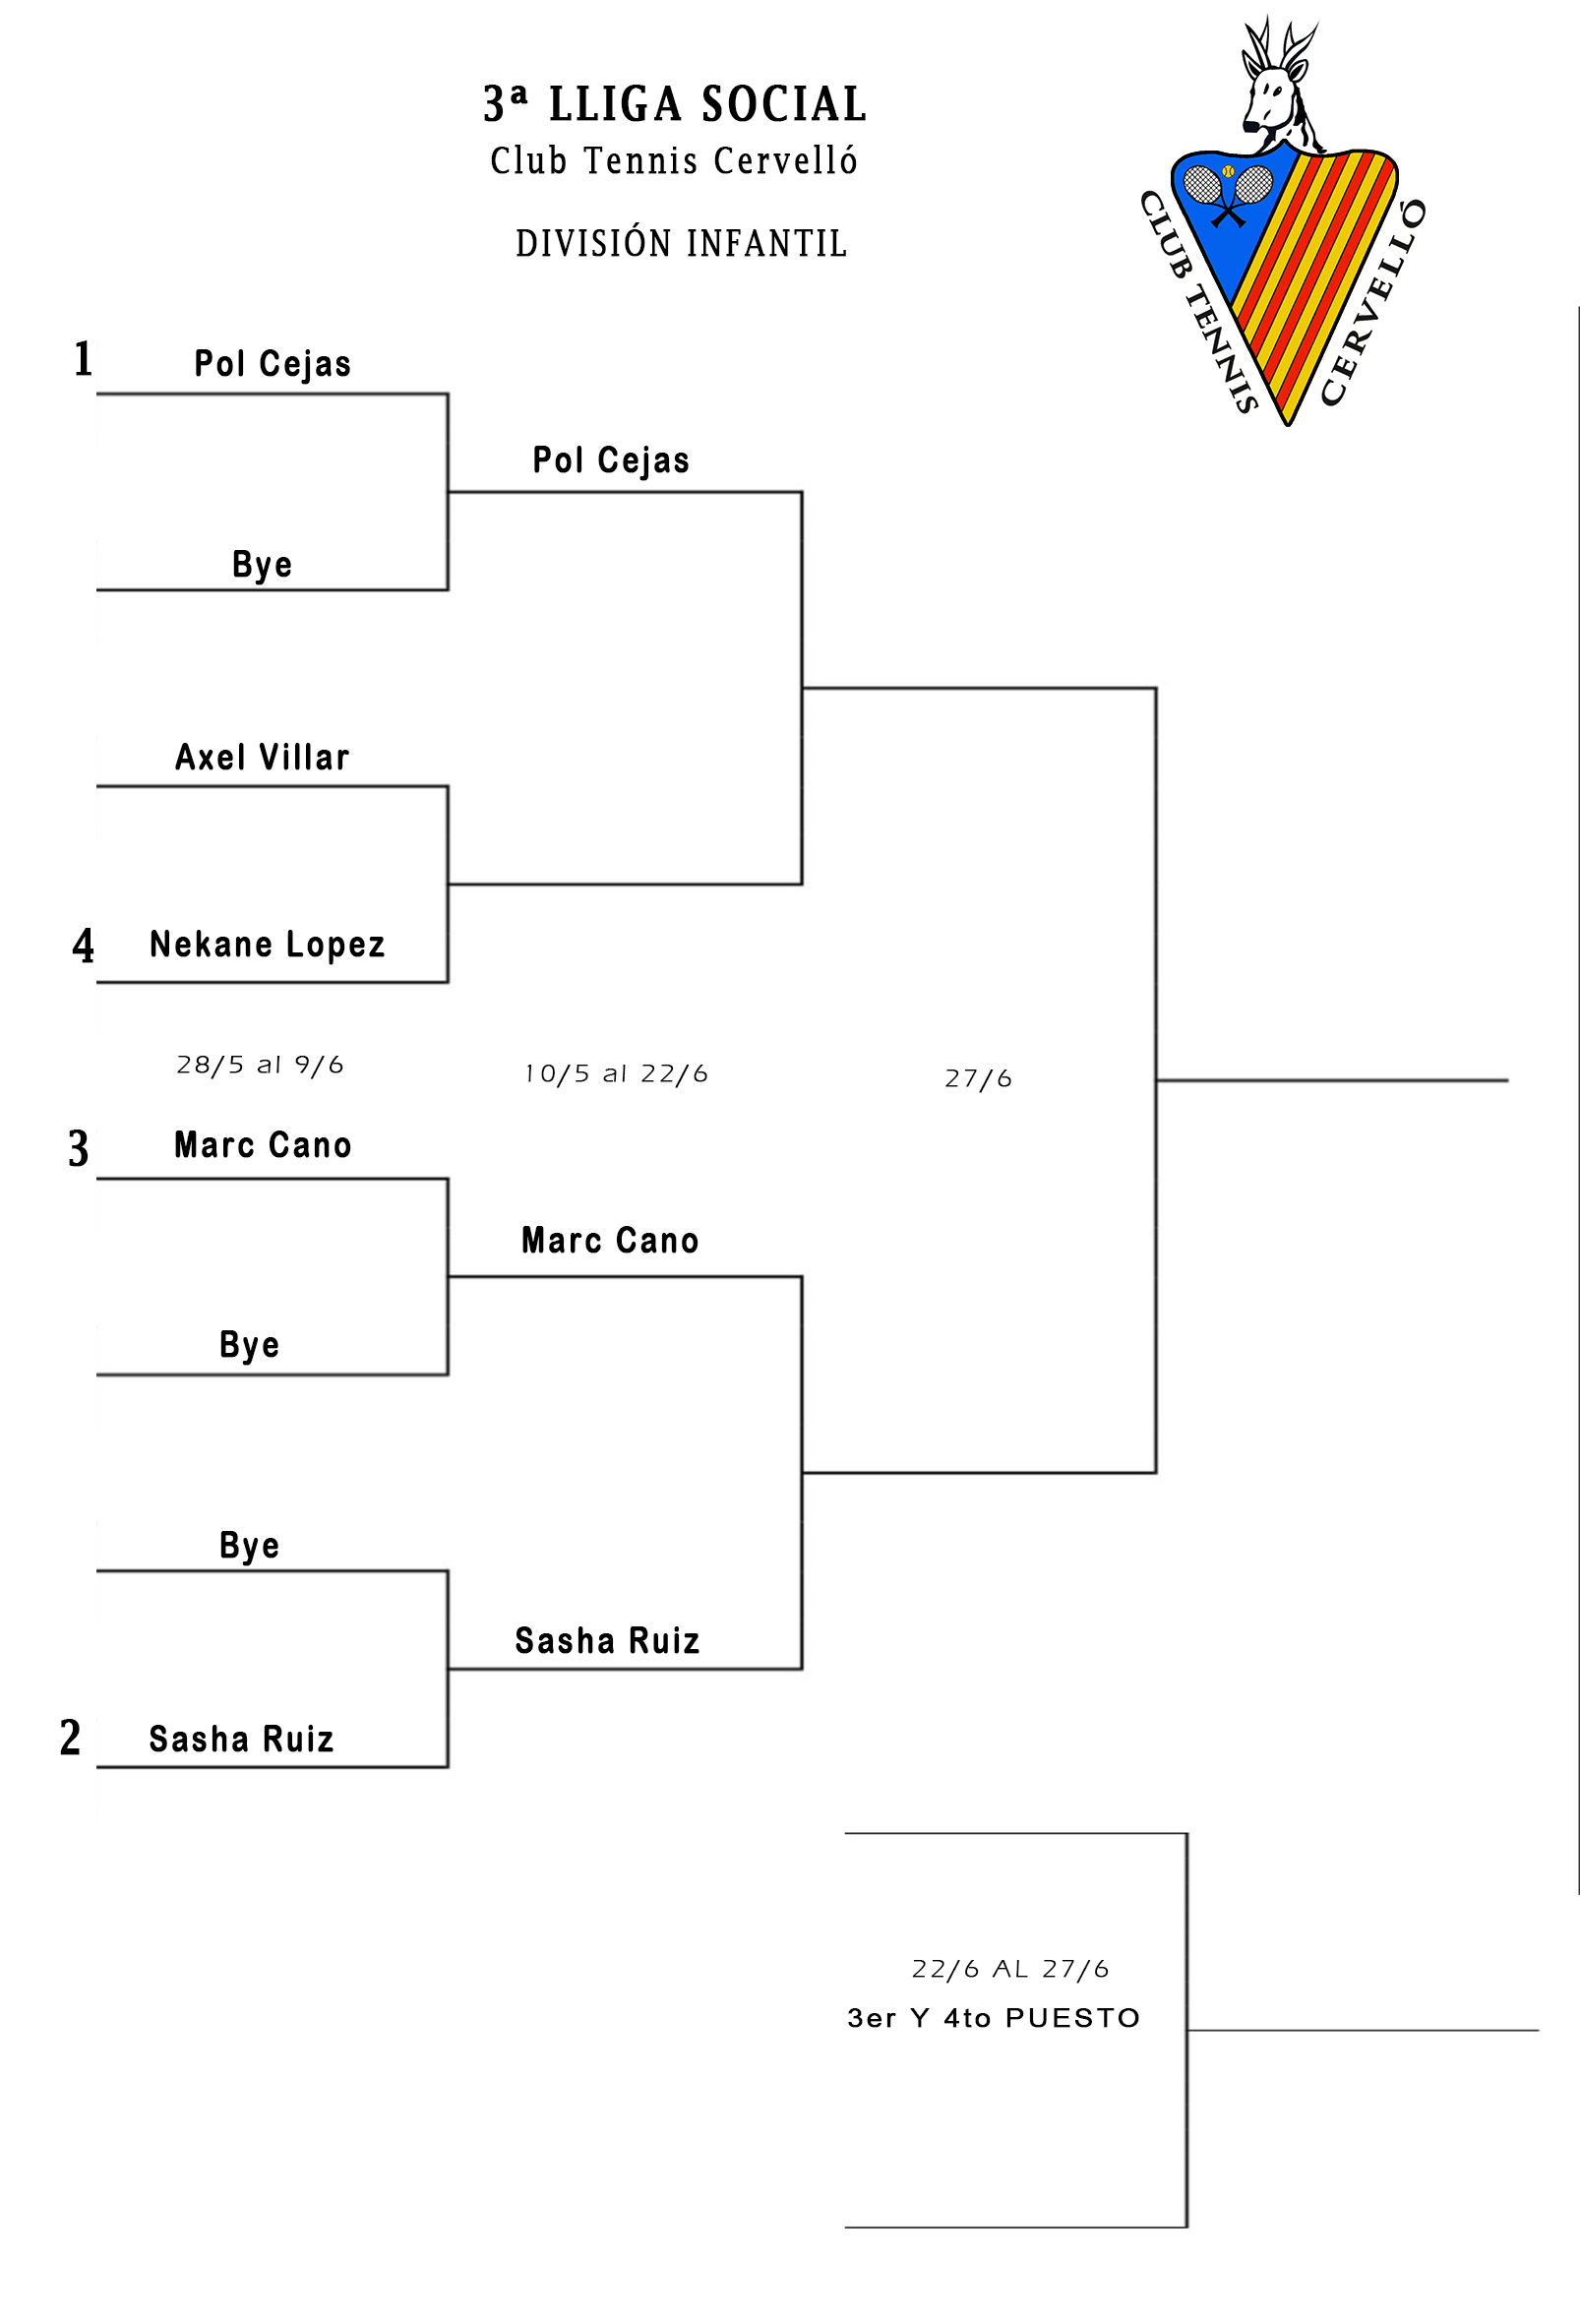 3ª LLIGA SOCIAL
Club Tennis Cervelló
DIVISIÓN INFANTIL
CLUB TENNIS
CERVELLÓ
1 Pol Cejas
Pol Cejas
Bye
Axel Villar
4 Nekane Lopez
28/5 al 9/6
10/5 al 22/6
27/6
3 Marc Cano
Marc Cano
Bye
Bye
Sasha Ruiz
2 Sasha Ruiz
22/6 AL 27/6
3er Y 4to PUESTO